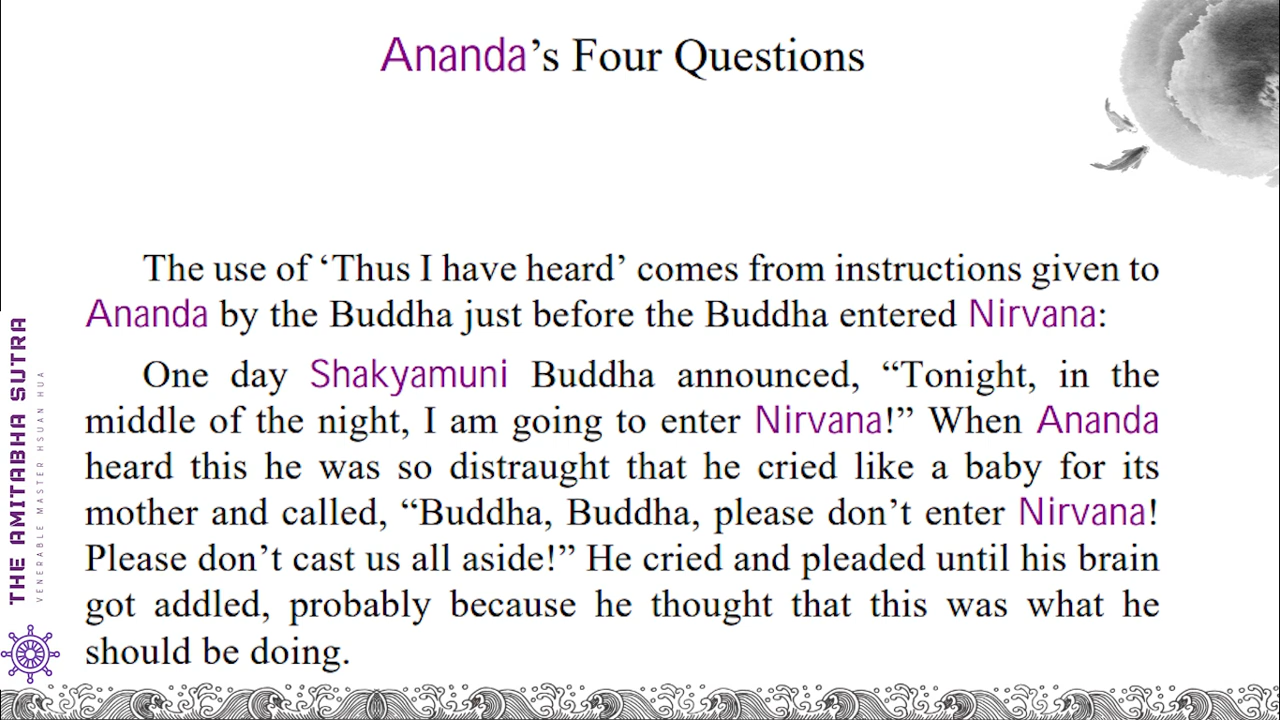 Ananda’s Four Questions
The use of ‘Thus I have heard’ comes from instructions given to
Ananda by the Buddha just before the Buddha entered Nirvana:
One day Shakyamuni Buddha announced, “Tonight, in the
middle of the night, I am going to enter Nirvana!” When Ananda
heard this he was so distraught that he cried like a baby for its
mother and called, “Buddha, Buddha, please don’t enter Nirvana!
Please don’t cast us all aside!” He cried and pleaded until his brain
got addled, probably because he thought that this was what he
should be doing.
THE AMITABHA SUTRA
VENERABLE MASTER HSUAN HUA